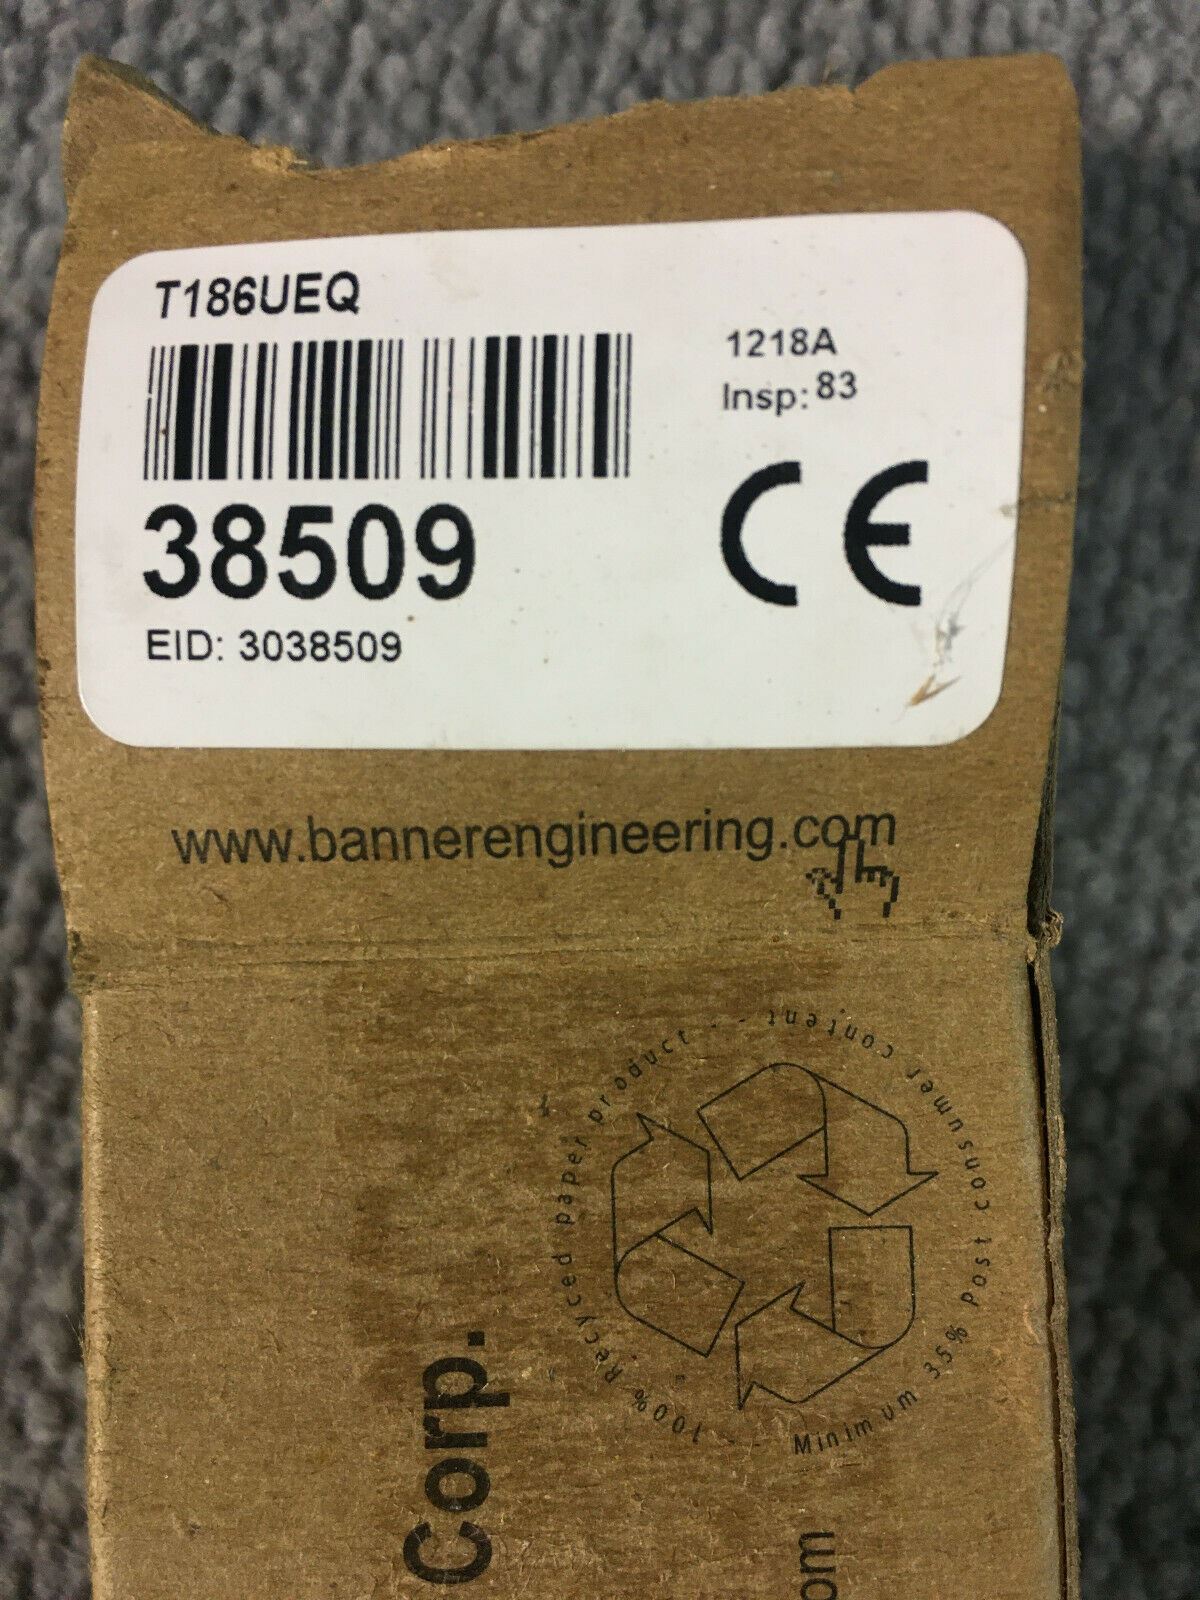 T186UEQ
1218A
Insp: 83
38509
CE
EID: 3038509
www.bannerengineering.com
100% Recycled paper product - - Minimum 35% Post consumer content - -
Corp.
om